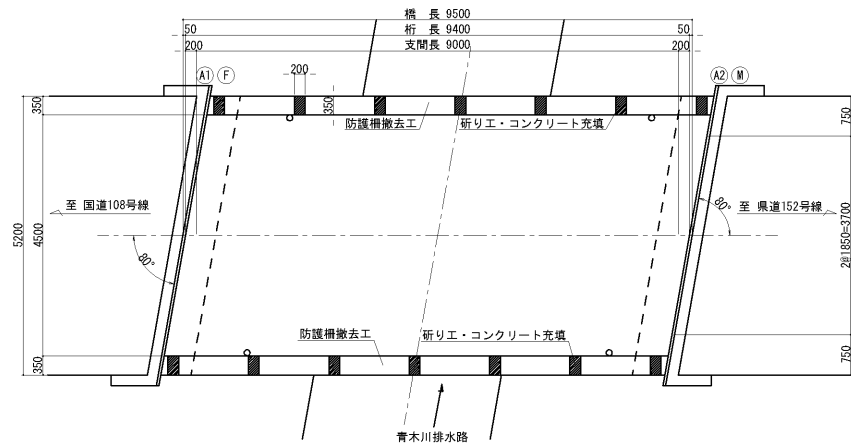 橋 長 9500
50 桁 長 9400 50
200 支間長 9000 200
A1 F 200 A2 M
350 350 750
防護柵撤去工 斫り工・コンクリート充填
至 国道108号線 至 県道152号線
80°
5200 4500 2@1850=3700
80°
防護柵撤去工 斫り工・コンクリート充填
350 750
青木川排水路